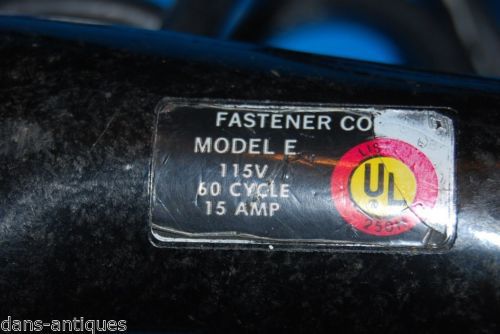 FASTENER CO
MODEL E
115V
60 CYCLE
15 AMP
UL
dans-antiques